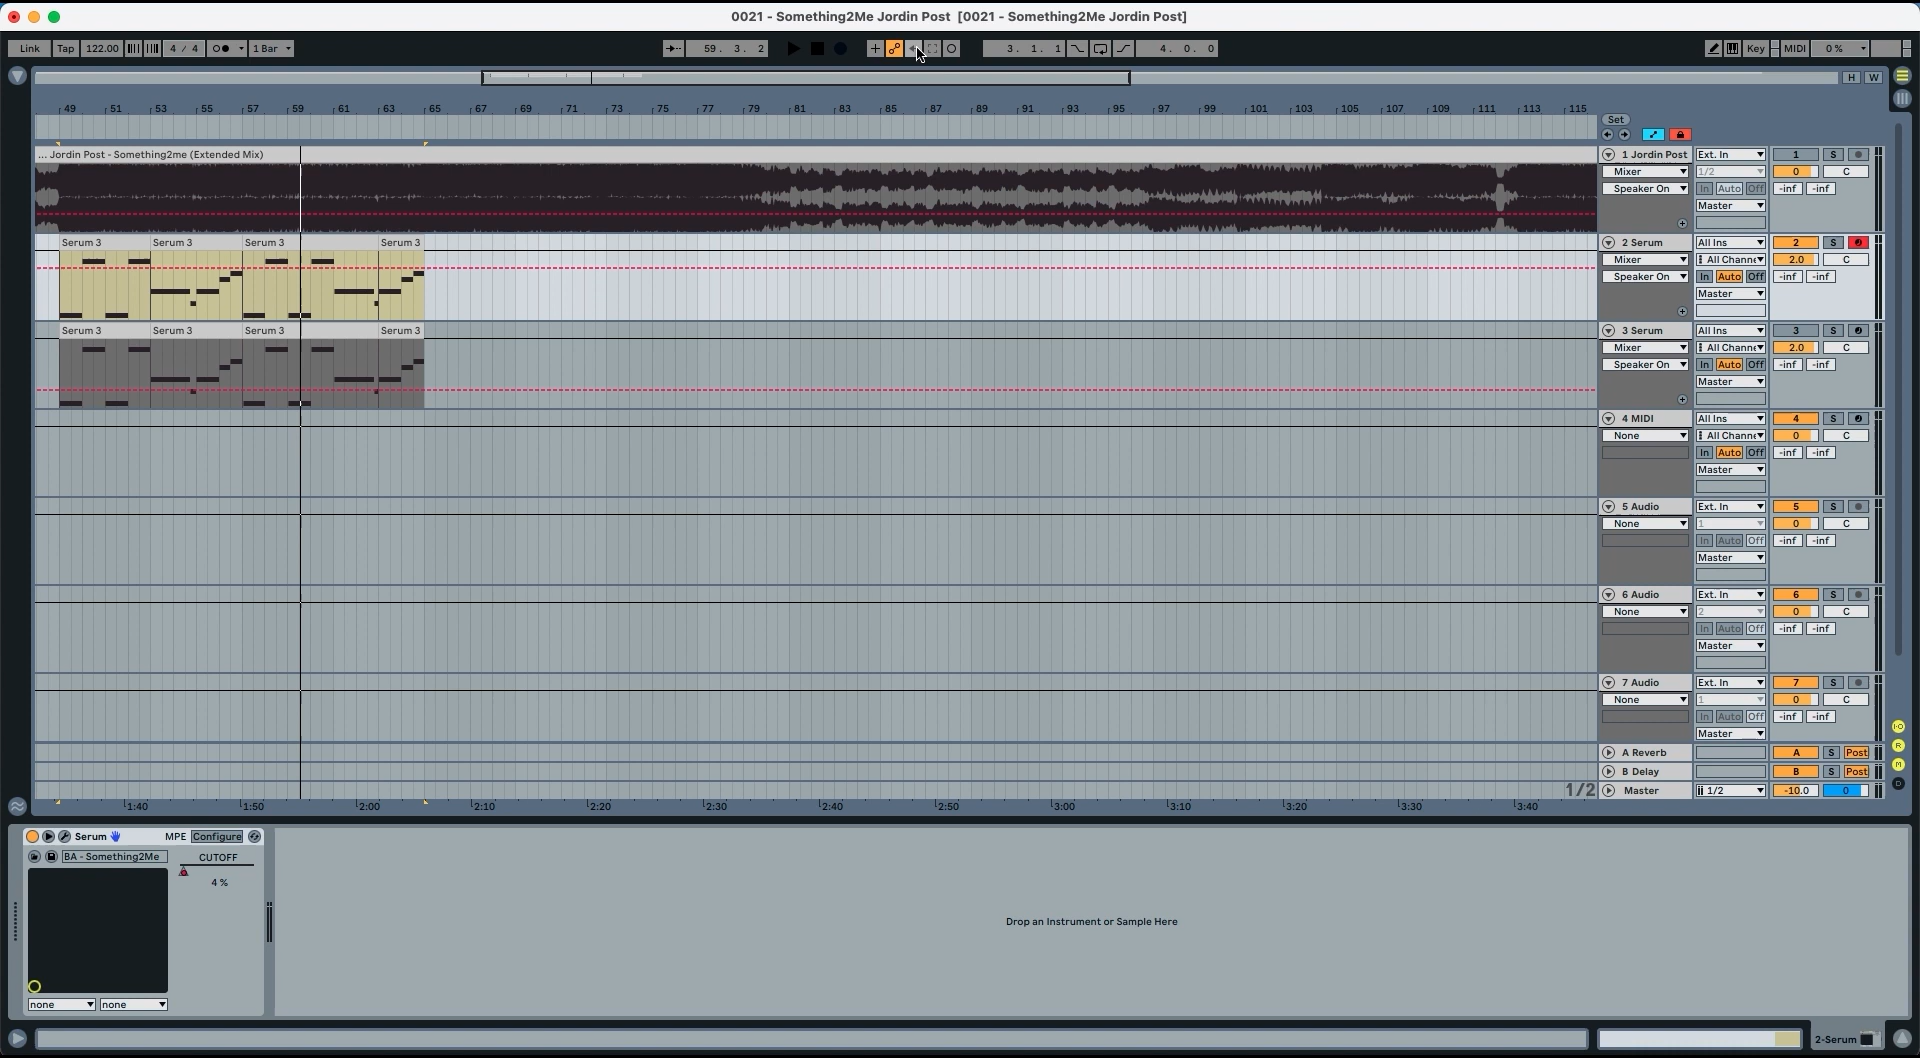 0021 - Something2Me Jordin Post  [0021 - Something2Me Jordin Post]
Link Tap 122.00 4 / 4 1 Bar 59. 3. 2 3. 1. 1 4. 0. 0 Key MIDI 0 %
H W
49 51 53 55 57 59 61 63 65 67 69 71 73 75 77 79 81 83 85 87 89 91 93 95 97 99 101 103 105 107 109 111 113 115
Set
... Jordin Post - Something2me (Extended Mix) 1 Jordin Post Ext. In 1 S
Mixer 1/2 0 C
Speaker On In Auto Off -inf -inf
Master
Serum 3 Serum 3 Serum 3 Serum 3 2 Serum All Ins 2 S
Mixer All Channe 2.0 C
Speaker On In Auto Off -inf -inf
Master
Serum 3 Serum 3 Serum 3 Serum 3 3 Serum All Ins 3 S
Mixer All Channe 2.0 C
Speaker On In Auto Off -inf -inf
Master
4 MIDI All Ins 4 S
None All Channe 0 C
In Auto Off -inf -inf
Master
5 Audio Ext. In 5 S
None 1 0 C
In Auto Off -inf -inf
Master
6 Audio Ext. In 6 S
None 2 0 C
In Auto Off -inf -inf
Master
7 Audio Ext. In 7 S
None 1 0 C
In Auto Off -inf -inf
Master
A Reverb A S Post
B Delay B S Post
1/2 Master 1/2 -10.0 0
1:40 1:50 2:00 2:10 2:20 2:30 2:40 2:50 3:00 3:10 3:20 3:30 3:40
Serum MPE Configure
BA - Something2Me CUTOFF
4 %
Drop an Instrument or Sample Here
none none
2-Serum